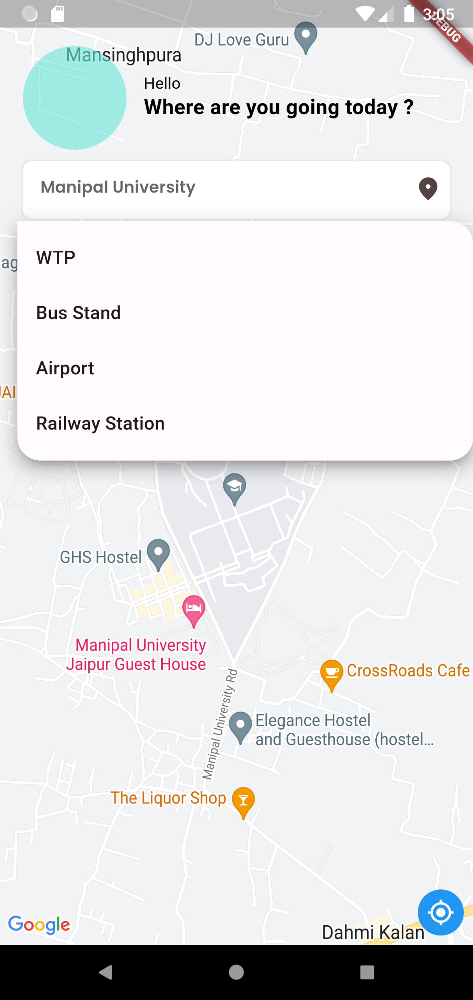 3:05
DEBUG
DJ Love Guru
Mansinghpura
Hello
Where are you going today ?
Manipal University
WTP
ag
Bus Stand
Airport
JAI
Railway Station
GHS Hostel
Manipal University
Jaipur Guest House
CrossRoads Cafe
Manipal University Rd
Elegance Hostel
and Guesthouse (hostel...
The Liquor Shop
Google
Dahmi Kalan